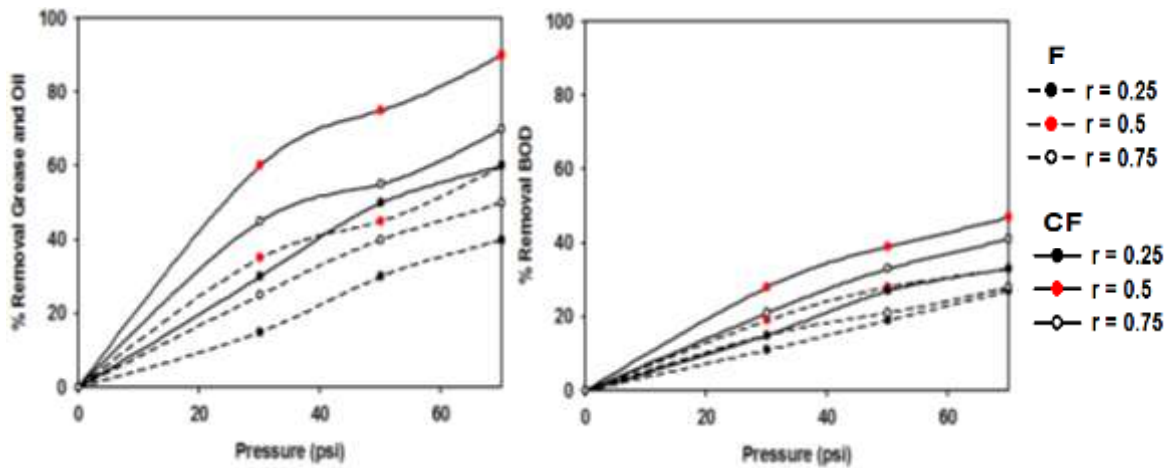 % Removal Grease and Oil
100
80
60
40
20
0
0 20 40 60
Pressure (psi)
% Removal BOD
100
80
60
40
20
0
0 20 40 60
Pressure (psi)
F
r = 0.25
r = 0.5
r = 0.75
CF
r = 0.25
r = 0.5
r = 0.75